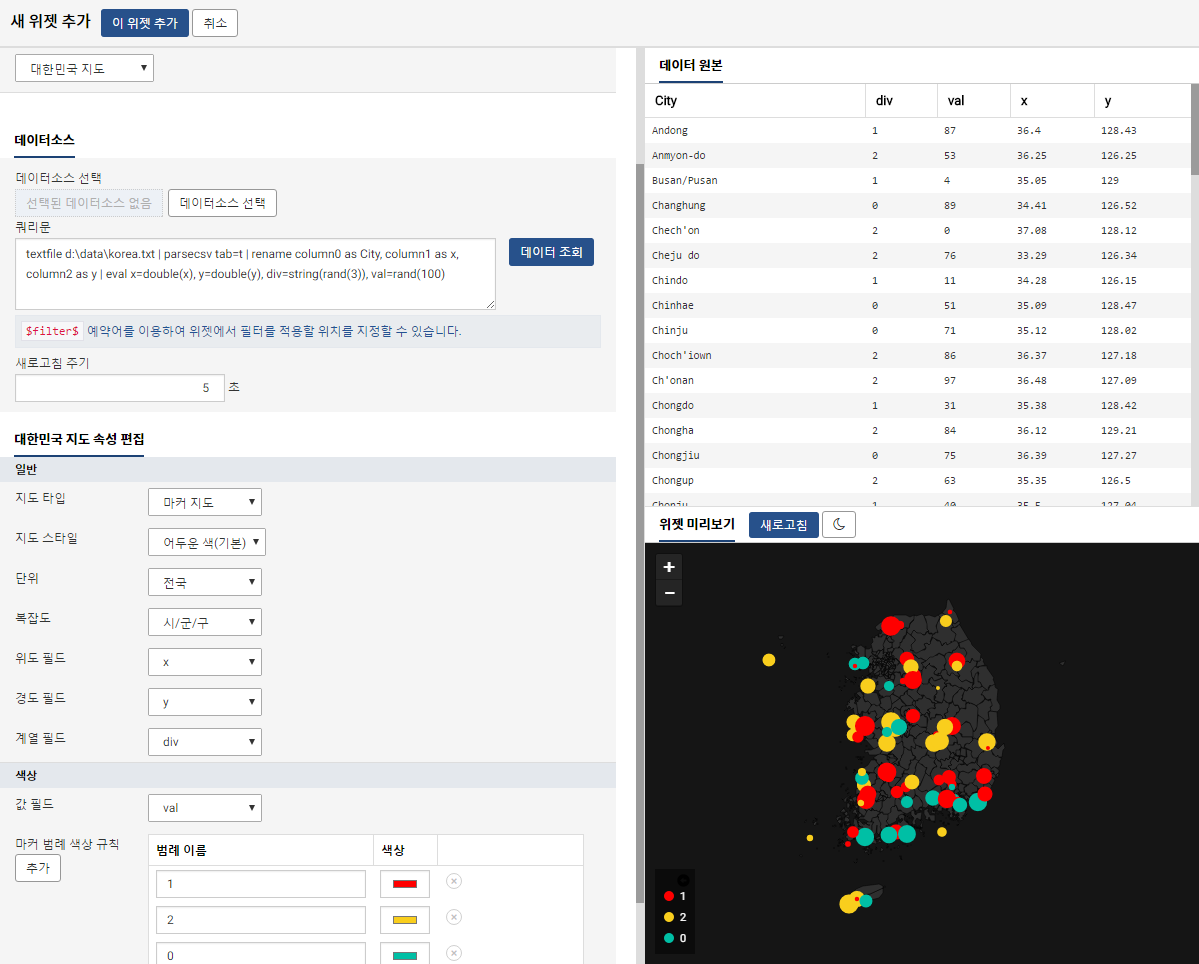 새 위젯 추가 이 위젯 추가 취소
대한민국 지도
데이터소스
데이터소스 선택
선택된 데이터소스 없음 데이터소스 선택
쿼리문
textfile d:\data\korea.txt | parsecsv tab=t | rename column0 as City, column1 as x,
column2 as y | eval x=double(x), y=double(y), div=string(rand(3)), val=rand(100)
데이터 조회
$filter$ 예약어를 이용하여 위젯에서 필터를 적용할 위치를 지정할 수 있습니다.
새로고침 주기
5 초
대한민국 지도 속성 편집
일반
지도 타입 마커 지도
지도 스타일 어두운 색(기본)
단위 전국
복잡도 시/군/구
위도 필드 x
경도 필드 y
계열 필드 div
색상
값 필드 val
마커 범례 색상 규칙
추가
범례 이름 색상
1
2
0
데이터 원본
City div val x y
Andong 1 87 36.4 128.43
Anmyon-do 2 53 36.25 126.25
Busan/Pusan 1 4 35.05 129
Changhung 0 89 34.41 126.52
Chech'on 2 0 37.08 128.12
Cheju do 2 76 33.29 126.34
Chindo 1 11 34.28 126.15
Chinhae 0 51 35.09 128.47
Chinju 0 71 35.12 128.02
Choch'iown 2 86 36.37 127.18
Ch'onan 2 97 36.48 127.09
Chongdo 1 31 35.38 128.42
Chongha 2 84 36.12 129.21
Chongjiu 0 75 36.39 127.27
Chongup 2 63 35.35 126.5
Chonju 1 40 35.5 127.04
위젯 미리보기 새로고침
+
−
1
2
0